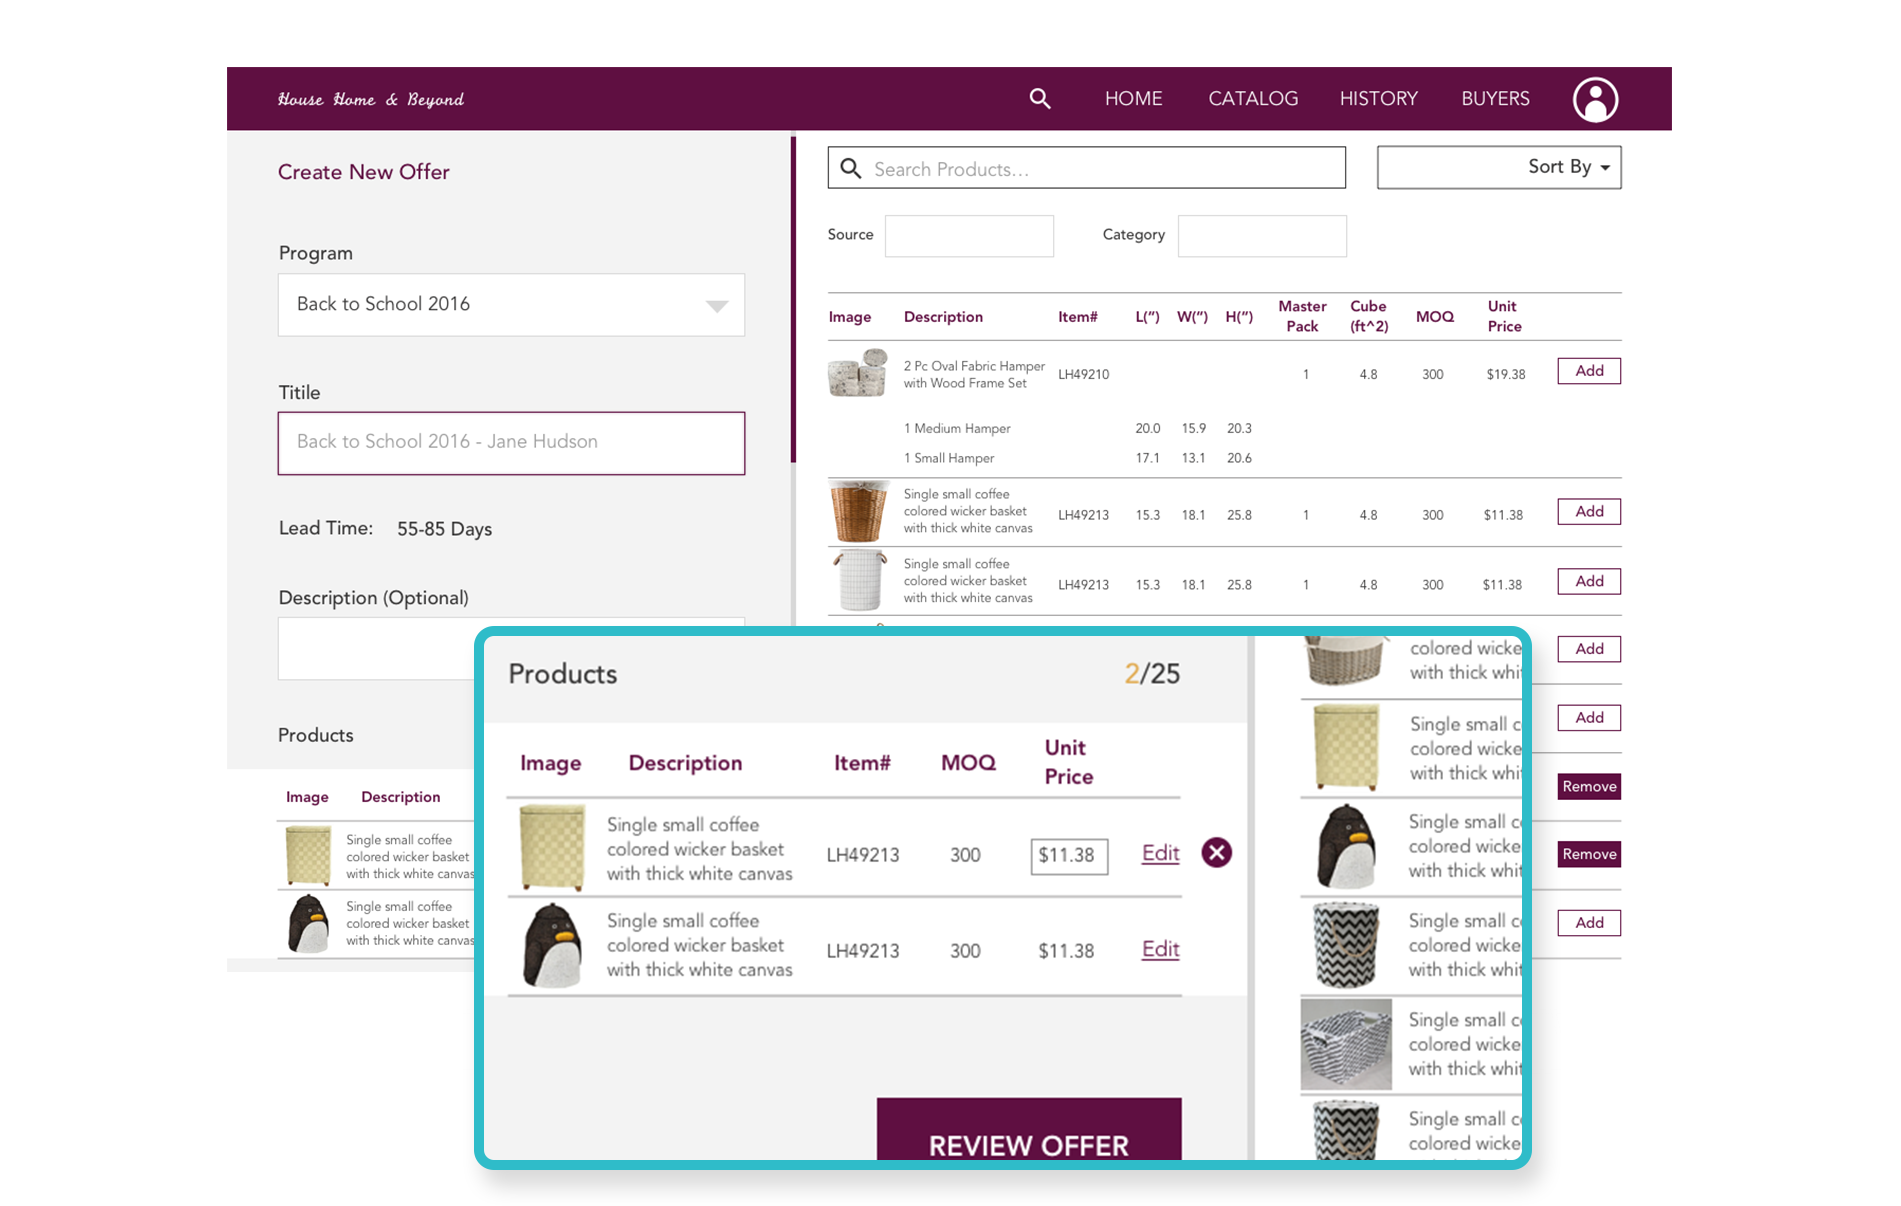 House Home & Beyond
HOME
CATALOG
HISTORY
BUYERS
Create New Offer
Program
Back to School 2016
Titile
Back to School 2016 - Jane Hudson
Lead Time: 55-85 Days
Description (Optional)
Products
Image Description
Single small coffee
colored wicker basket
with thick white canvas
Single small coffee
colored wicker basket
with thick white canvas
Search Products...
Sort By
Source
Category
Image Description Item# L(”) W(”) H(”) Master Pack Cube (ft^2) MOQ Unit Price
2 Pc Oval Fabric Hamper
with Wood Frame Set
LH49210 1 4.8 300 $19.38 Add
1 Medium Hamper 20.0 15.9 20.3
1 Small Hamper 17.1 13.1 20.6
Single small coffee
colored wicker basket
with thick white canvas
LH49213 15.3 18.1 25.8 1 4.8 300 $11.38 Add
Single small coffee
colored wicker basket
with thick white canvas
LH49213 15.3 18.1 25.8 1 4.8 300 $11.38 Add
Add
Add
Remove
Remove
Add
Products 2/25
Image Description Item# MOQ Unit Price
Single small coffee
colored wicker basket
with thick white canvas
LH49213 300 $11.38 Edit
Single small coffee
colored wicker basket
with thick white canvas
LH49213 300 $11.38 Edit
REVIEW OFFER
colored wicke
with thick whi
Single small c
colored wicke
with thick whi
Single small c
colored wicke
with thick whi
Single small c
colored wicke
with thick whi
Single small c
colored wicke
with thick whi
Single small c
colored wicke